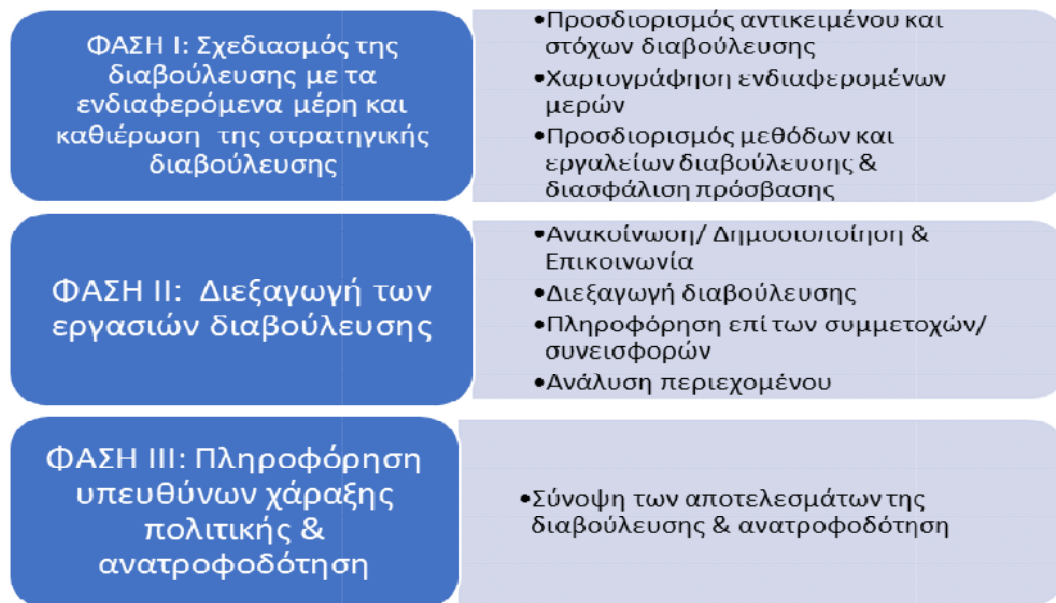 ΦΑΣΗ Ι: Σχεδιασμός της
διαβούλευσης με τα
ενδιαφερόμενα μέρη και
καθιέρωση της στρατηγικής
διαβούλευσης
•Προσδιορισμός αντικειμένου και
στόχων διαβούλευσης
•Χαρτογράφηση ενδιαφερομένων
μερών
•Προσδιορισμός μεθόδων και
εργαλείων διαβούλευσης &
διασφάλιση πρόσβασης
ΦΑΣΗ ΙΙ: Διεξαγωγή των
εργασιών διαβούλευσης
•Ανακοίνωση/ Δημοσιοποίηση &
Επικοινωνία
•Διεξαγωγή διαβούλευσης
•Πληροφόρηση επί των συμμετοχών/
συνεισφορών
•Ανάλυση περιεχομένου
ΦΑΣΗ ΙΙΙ: Πληροφόρηση
υπευθύνων χάραξης
πολιτικής &
ανατροφοδότηση
•Σύνοψη των αποτελεσμάτων της
διαβούλευσης & ανατροφοδότηση